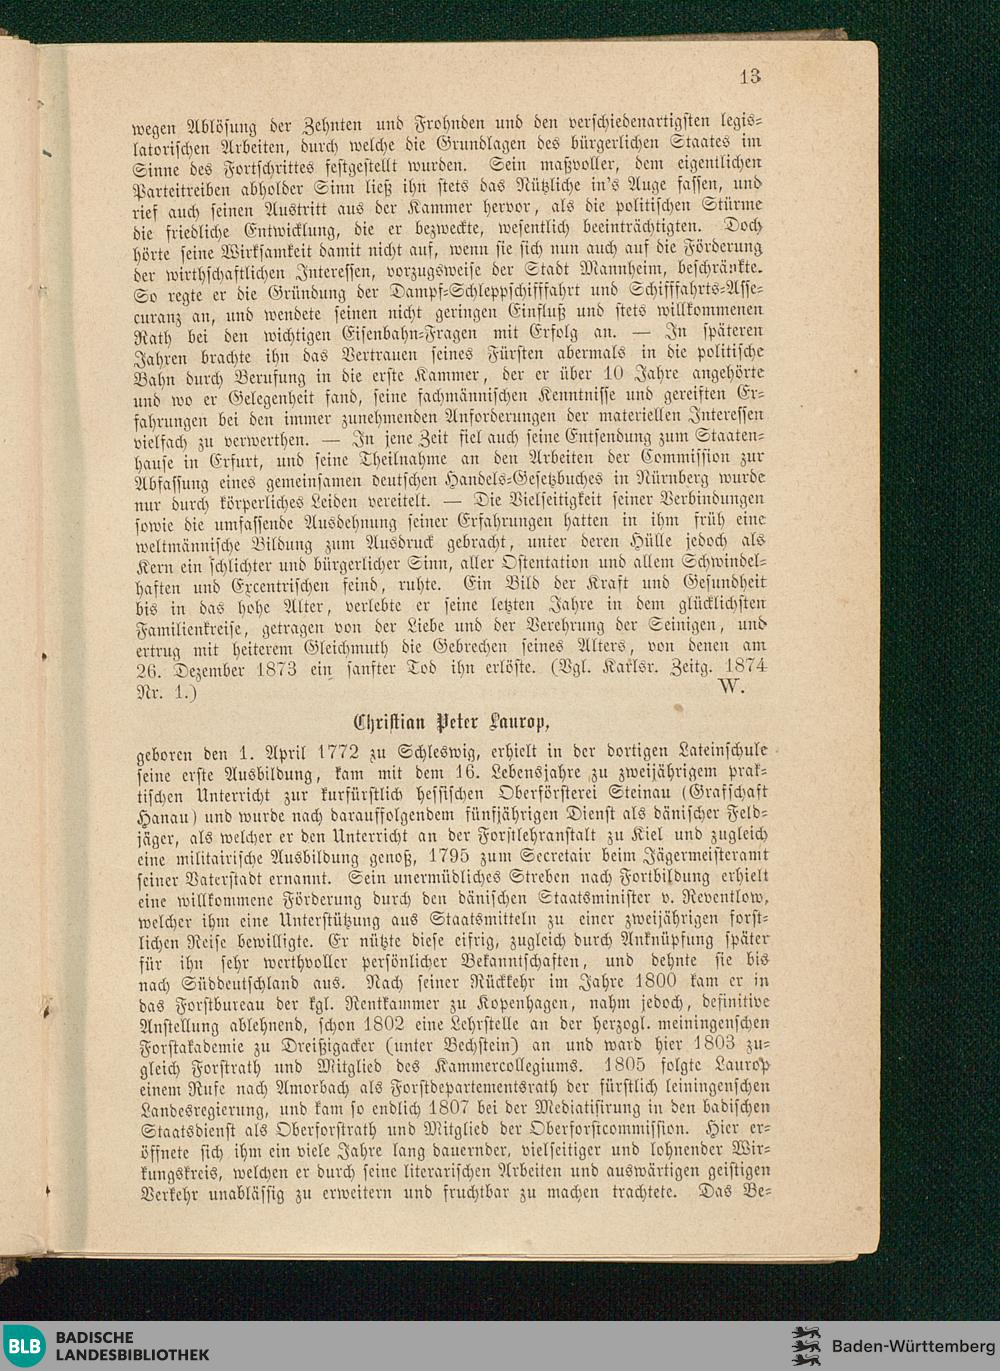 13
wegen Ablösung der Zehnten und Frohnden und den verschiedenartigsten legis-
latorischen Arbeiten, durch welche die Grundlagen des bürgerlichen Staates im
Sinne des Fortschrittes festgestellt wurden. Sein maßvoller, dem eigentlichen
Parteitreiben abholder Sinn ließ ihn stets das Nützliche in's Auge fassen, und
rief auch seinen Austritt aus der Kammer hervor, als die politischen Stürme
die friedliche Entwicklung, die er bezweckte, wesentlich beeinträchtigten. Doch
hörte seine Wirksamkeit damit nicht auf, wenn sie sich nun auch auf die Förderung
der wirthschaftlichen Interessen, vorzugsweise der Stadt Mannheim, beschränkte.
So regte er die Gründung der Dampf-Schleppschifffahrt und Schifffahrts-Asse-
curanz an, und wendete seinen nicht geringen Einfluß und stets willkommenen
Rath bei den wichtigen Eisenbahn-Fragen mit Erfolg an. — In späteren
Jahren brachte ihn das Vertrauen seines Fürsten abermals in die politische
Bahn durch Berufung in die erste Kammer, der er über 10 Jahre angehörte
und wo er Gelegenheit fand, seine fachmännischen Kenntnisse und gereiften Er-
fahrungen bei den immer zunehmenden Anforderungen der materiellen Interessen
vielfach zu verwerthen. — In jene Zeit fiel auch seine Entsendung zum Staaten-
hause in Erfurt, und seine Theilnahme an den Arbeiten der Commission zur
Abfassung eines gemeinsamen deutschen Handels-Gesetzbuches in Nürnberg wurde
nur durch körperliches Leiden vereitelt. — Die Vielseitigkeit seiner Verbindungen
sowie die umfassende Ausdehnung seiner Erfahrungen hatten in ihm früh eine
weltmännische Bildung zum Ausdruck gebracht, unter deren Hülle jedoch als
Kern ein schlichter und bürgerlicher Sinn, aller Ostentation und allem Schwindel-
haften und Excentrischen feind, ruhte. Ein Bild der Kraft und Gesundheit
bis in das hohe Alter, verlebte er seine letzten Jahre in dem glücklichsten
Familienkreise, getragen von der Liebe und der Verehrung der Seinigen, und
ertrug mit heiterem Gleichmuth die Gebrechen seines Alters, von denen am
26. Dezember 1873 ein sanfter Tod ihn erlöste. (Vgl. Karlsr. Zeitg. 1874
Nr. 1.) W.
Christian Peter Laurop,
geboren den 1. April 1772 zu Schleswig, erhielt in der dortigen Lateinschule
seine erste Ausbildung, kam mit dem 16. Lebensjahre zu zweijährigem prak-
tischen Unterricht zur kurfürstlich hessischen Oberförsterei Steinau (Grafschaft
Hanau) und wurde nach darauffolgendem fünfjährigen Dienst als dänischer Feld-
jäger, als welcher er den Unterricht an der Forstlehranstalt zu Kiel und zugleich
eine militairische Ausbildung genoß, 1795 zum Secretair beim Jägermeisteramt
seiner Vaterstadt ernannt. Sein unermüdliches Streben nach Fortbildung erhielt
eine willkommene Förderung durch den dänischen Staatsminister v. Reventlow,
welcher ihm eine Unterstützung aus Staatsmitteln zu einer zweijährigen forst-
lichen Reise bewilligte. Er nützte diese eifrig, zugleich durch Anknüpfung später
für ihn sehr werthvoller persönlicher Bekanntschaften, und dehnte sie bis
nach Süddeutschland aus. Nach seiner Rückkehr im Jahre 1800 kam er in
das Forstbureau der kgl. Rentkammer zu Kopenhagen, nahm jedoch, definitive
Anstellung ablehnend, schon 1802 eine Lehrstelle an der herzogl. meiningenschen
Forstakademie zu Dreißigacker (unter Bechstein) an und ward hier 1803 zu-
gleich Forstrath und Mitglied des Kammercollegiums. 1805 folgte Laurop
einem Rufe nach Amorbach als Forstdepartementsrath der fürstlich leiningenschen
Landesregierung, und kam so endlich 1807 bei der Mediatisirung in den badischen
Staatsdienst als Oberforstrath und Mitglied der Oberforstcommission. Hier er-
öffnete sich ihm ein viele Jahre lang dauernder, vielseitiger und lohnender Wir-
kungskreis, welchen er durch seine literarischen Arbeiten und auswärtigen geistigen
Verkehr unablässig zu erweitern und fruchtbar zu machen trachtete. Das Be-
BLB BADISCHE
LANDESBIBLIOTHEK
Baden-Württemberg